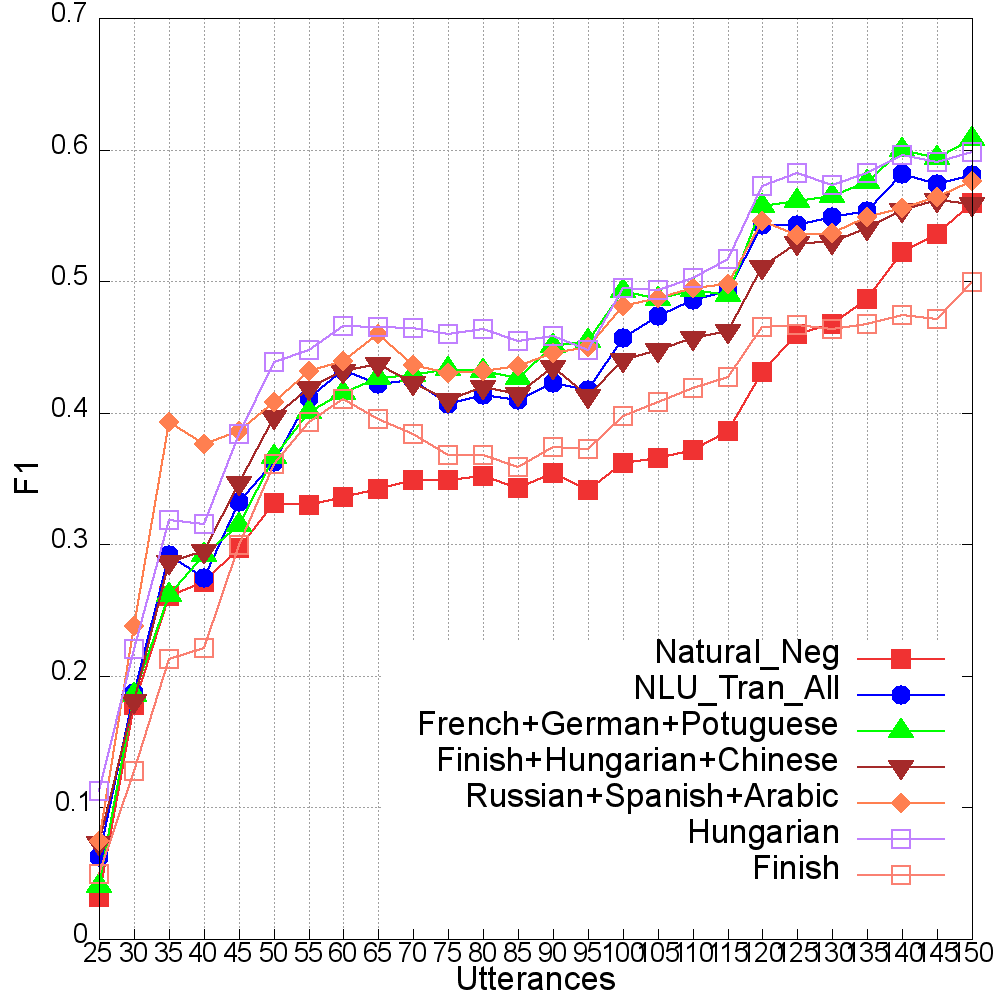 0.7
0.6
0.5
0.4
0.3
0.2
0.1
0
F1
Natural_Neg
NLU_Tran_All
French+German+Potuguese
Finish+Hungarian+Chinese
Russian+Spanish+Arabic
Hungarian
Finish
25 30 35 40 45 50 55 60 65 70 75 80 85 90 95 100 105 110 115 120 125 130 135 140 145 150
Utterances